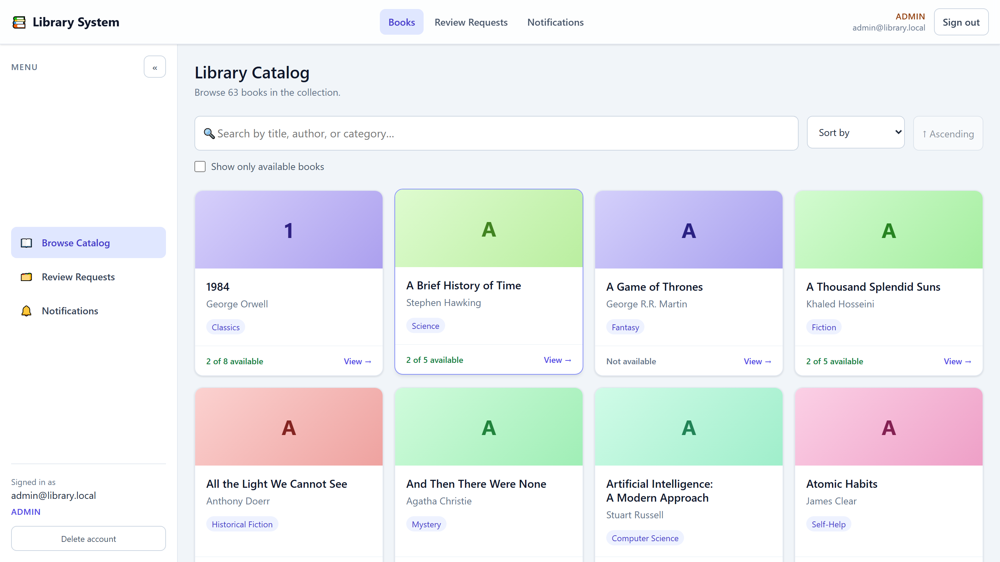 Library System
Books
Review Requests
Notifications
ADMIN
admin@library.local
Sign out
MENU
«
Browse Catalog
Review Requests
Notifications
Signed in as
admin@library.local
ADMIN
Delete account
Library Catalog
Browse 63 books in the collection.
Search by title, author, or category...
Sort by
↑ Ascending
Show only available books
1
1984
George Orwell
Classics
2 of 8 available
View →
A
A Brief History of Time
Stephen Hawking
Science
2 of 5 available
View →
A
A Game of Thrones
George R.R. Martin
Fantasy
Not available
View →
A
A Thousand Splendid Suns
Khaled Hosseini
Fiction
2 of 5 available
View →
A
All the Light We Cannot See
Anthony Doerr
Historical Fiction
A
And Then There Were None
Agatha Christie
Mystery
A
Artificial Intelligence:
A Modern Approach
Stuart Russell
Computer Science
A
Atomic Habits
James Clear
Self-Help